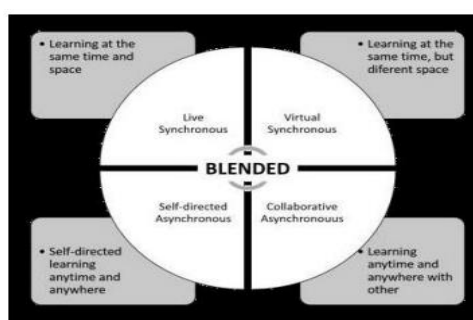 • Learning at the
same time and
space
• Learning at the
same time, but
diferent space
Live
Synchronous
Virtual
Synchronous
BLENDED
Self-directed
Asynchronous
Collaborative
Asynchronouus
• Self-directed
learning
anytime and
anywhere
• Learning
anytime and
anywhere with
other